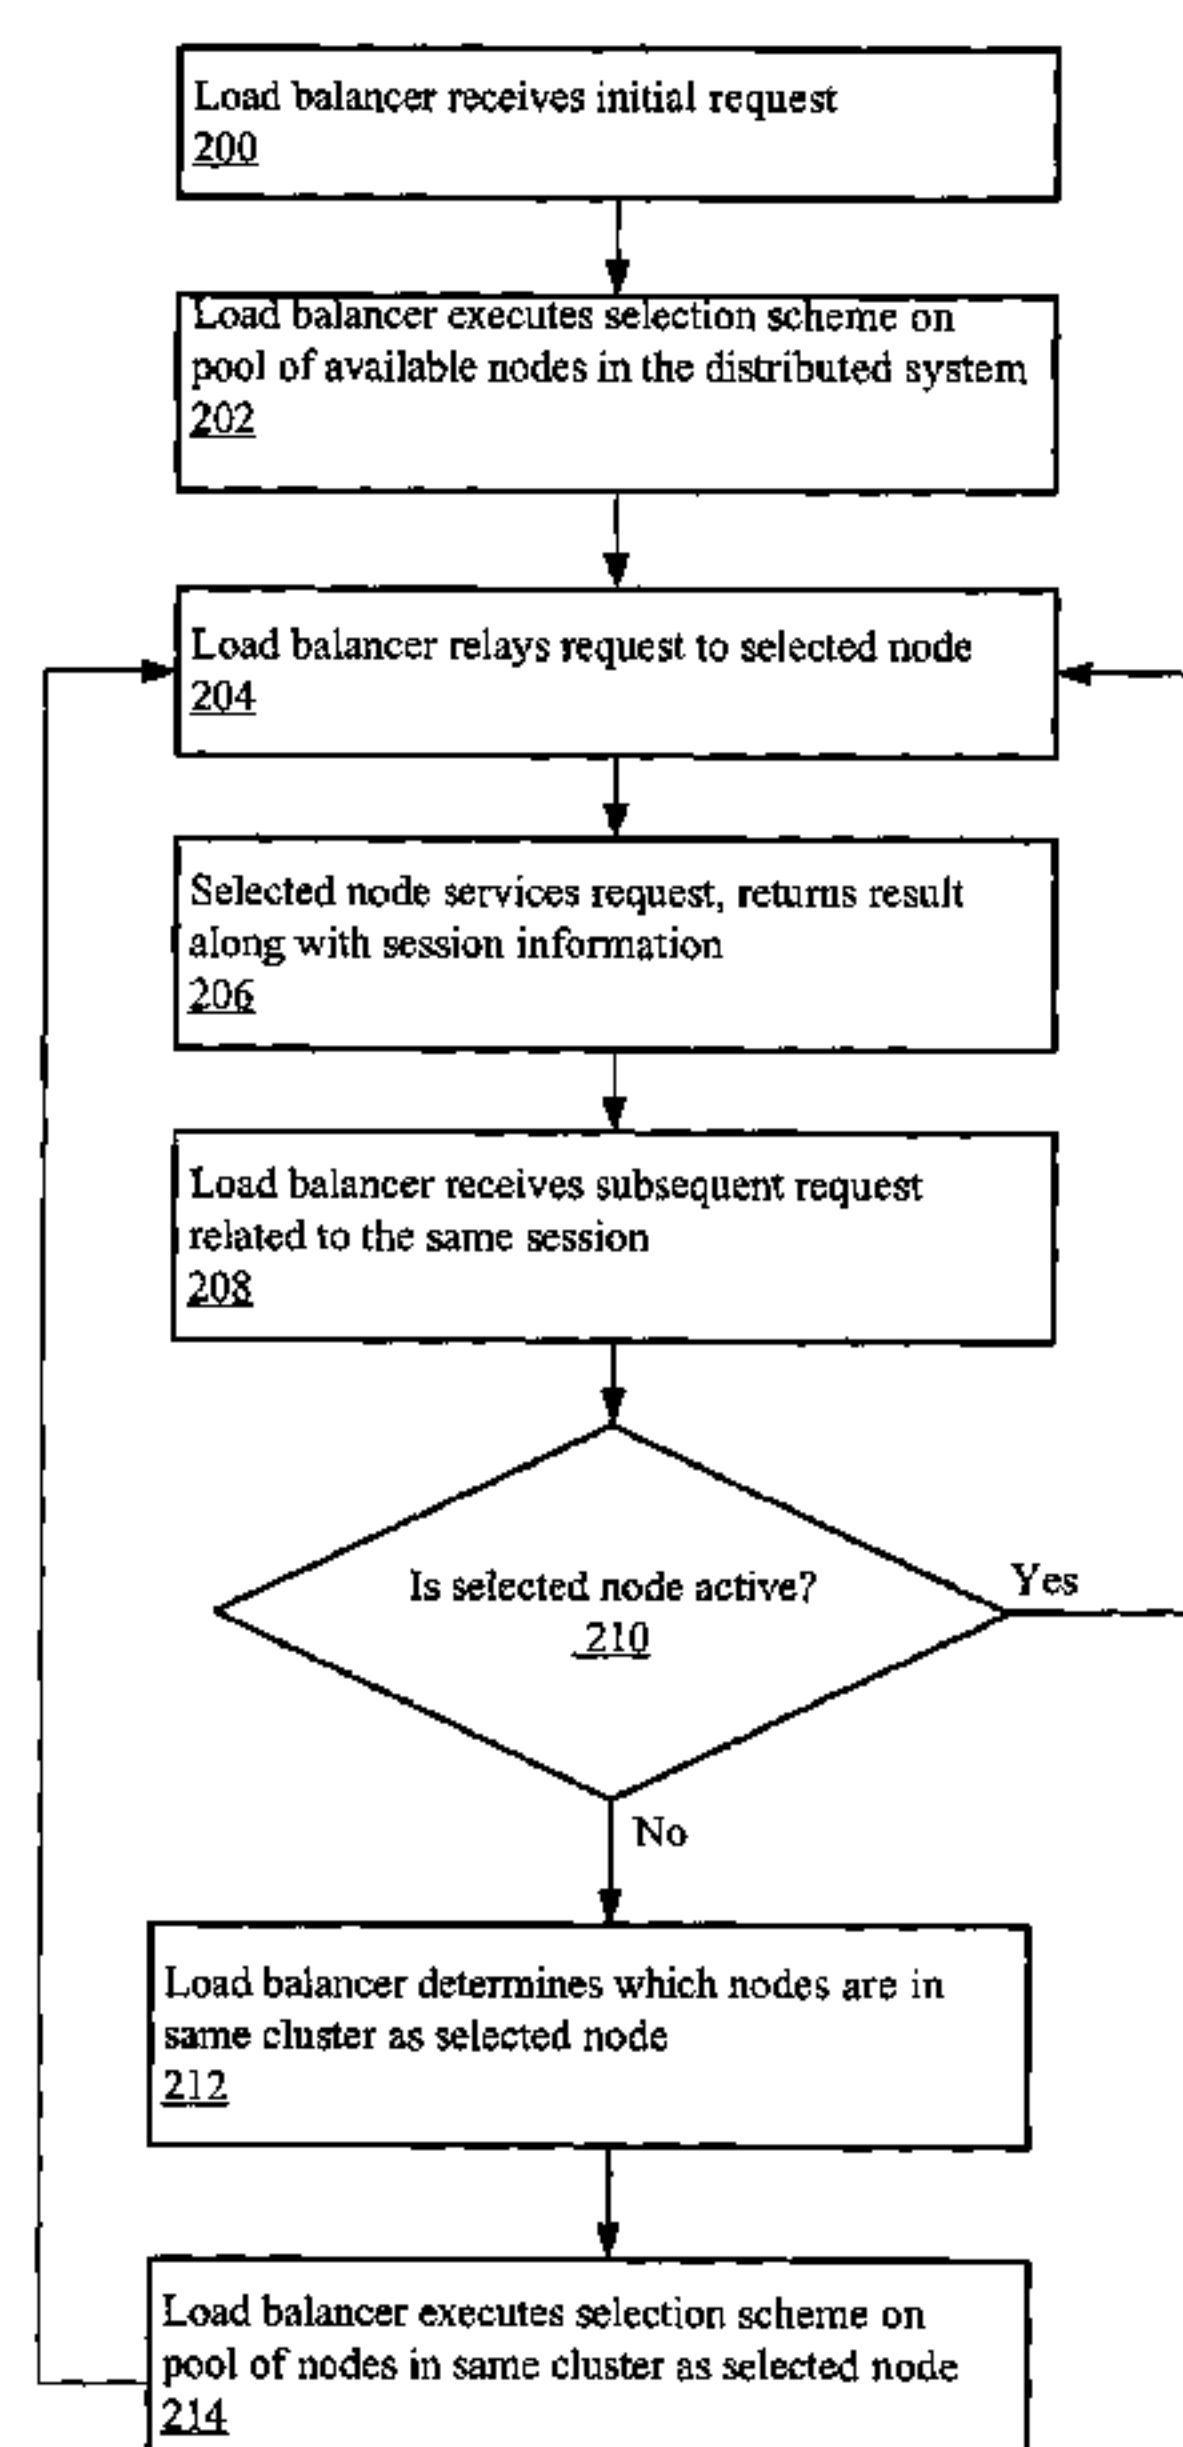 Load balancer receives initial request
200
Load balancer executes selection scheme on
pool of available nodes in the distributed system
202
Load balancer relays request to selected node
204
Selected node services request, returns result
along with session information
206
Load balancer receives subsequent request
related to the same session
208
Is selected node active?
210
Yes
No
Load balancer determines which nodes are in
same cluster as selected node
212
Load balancer executes selection scheme on
pool of nodes in same cluster as selected node
214